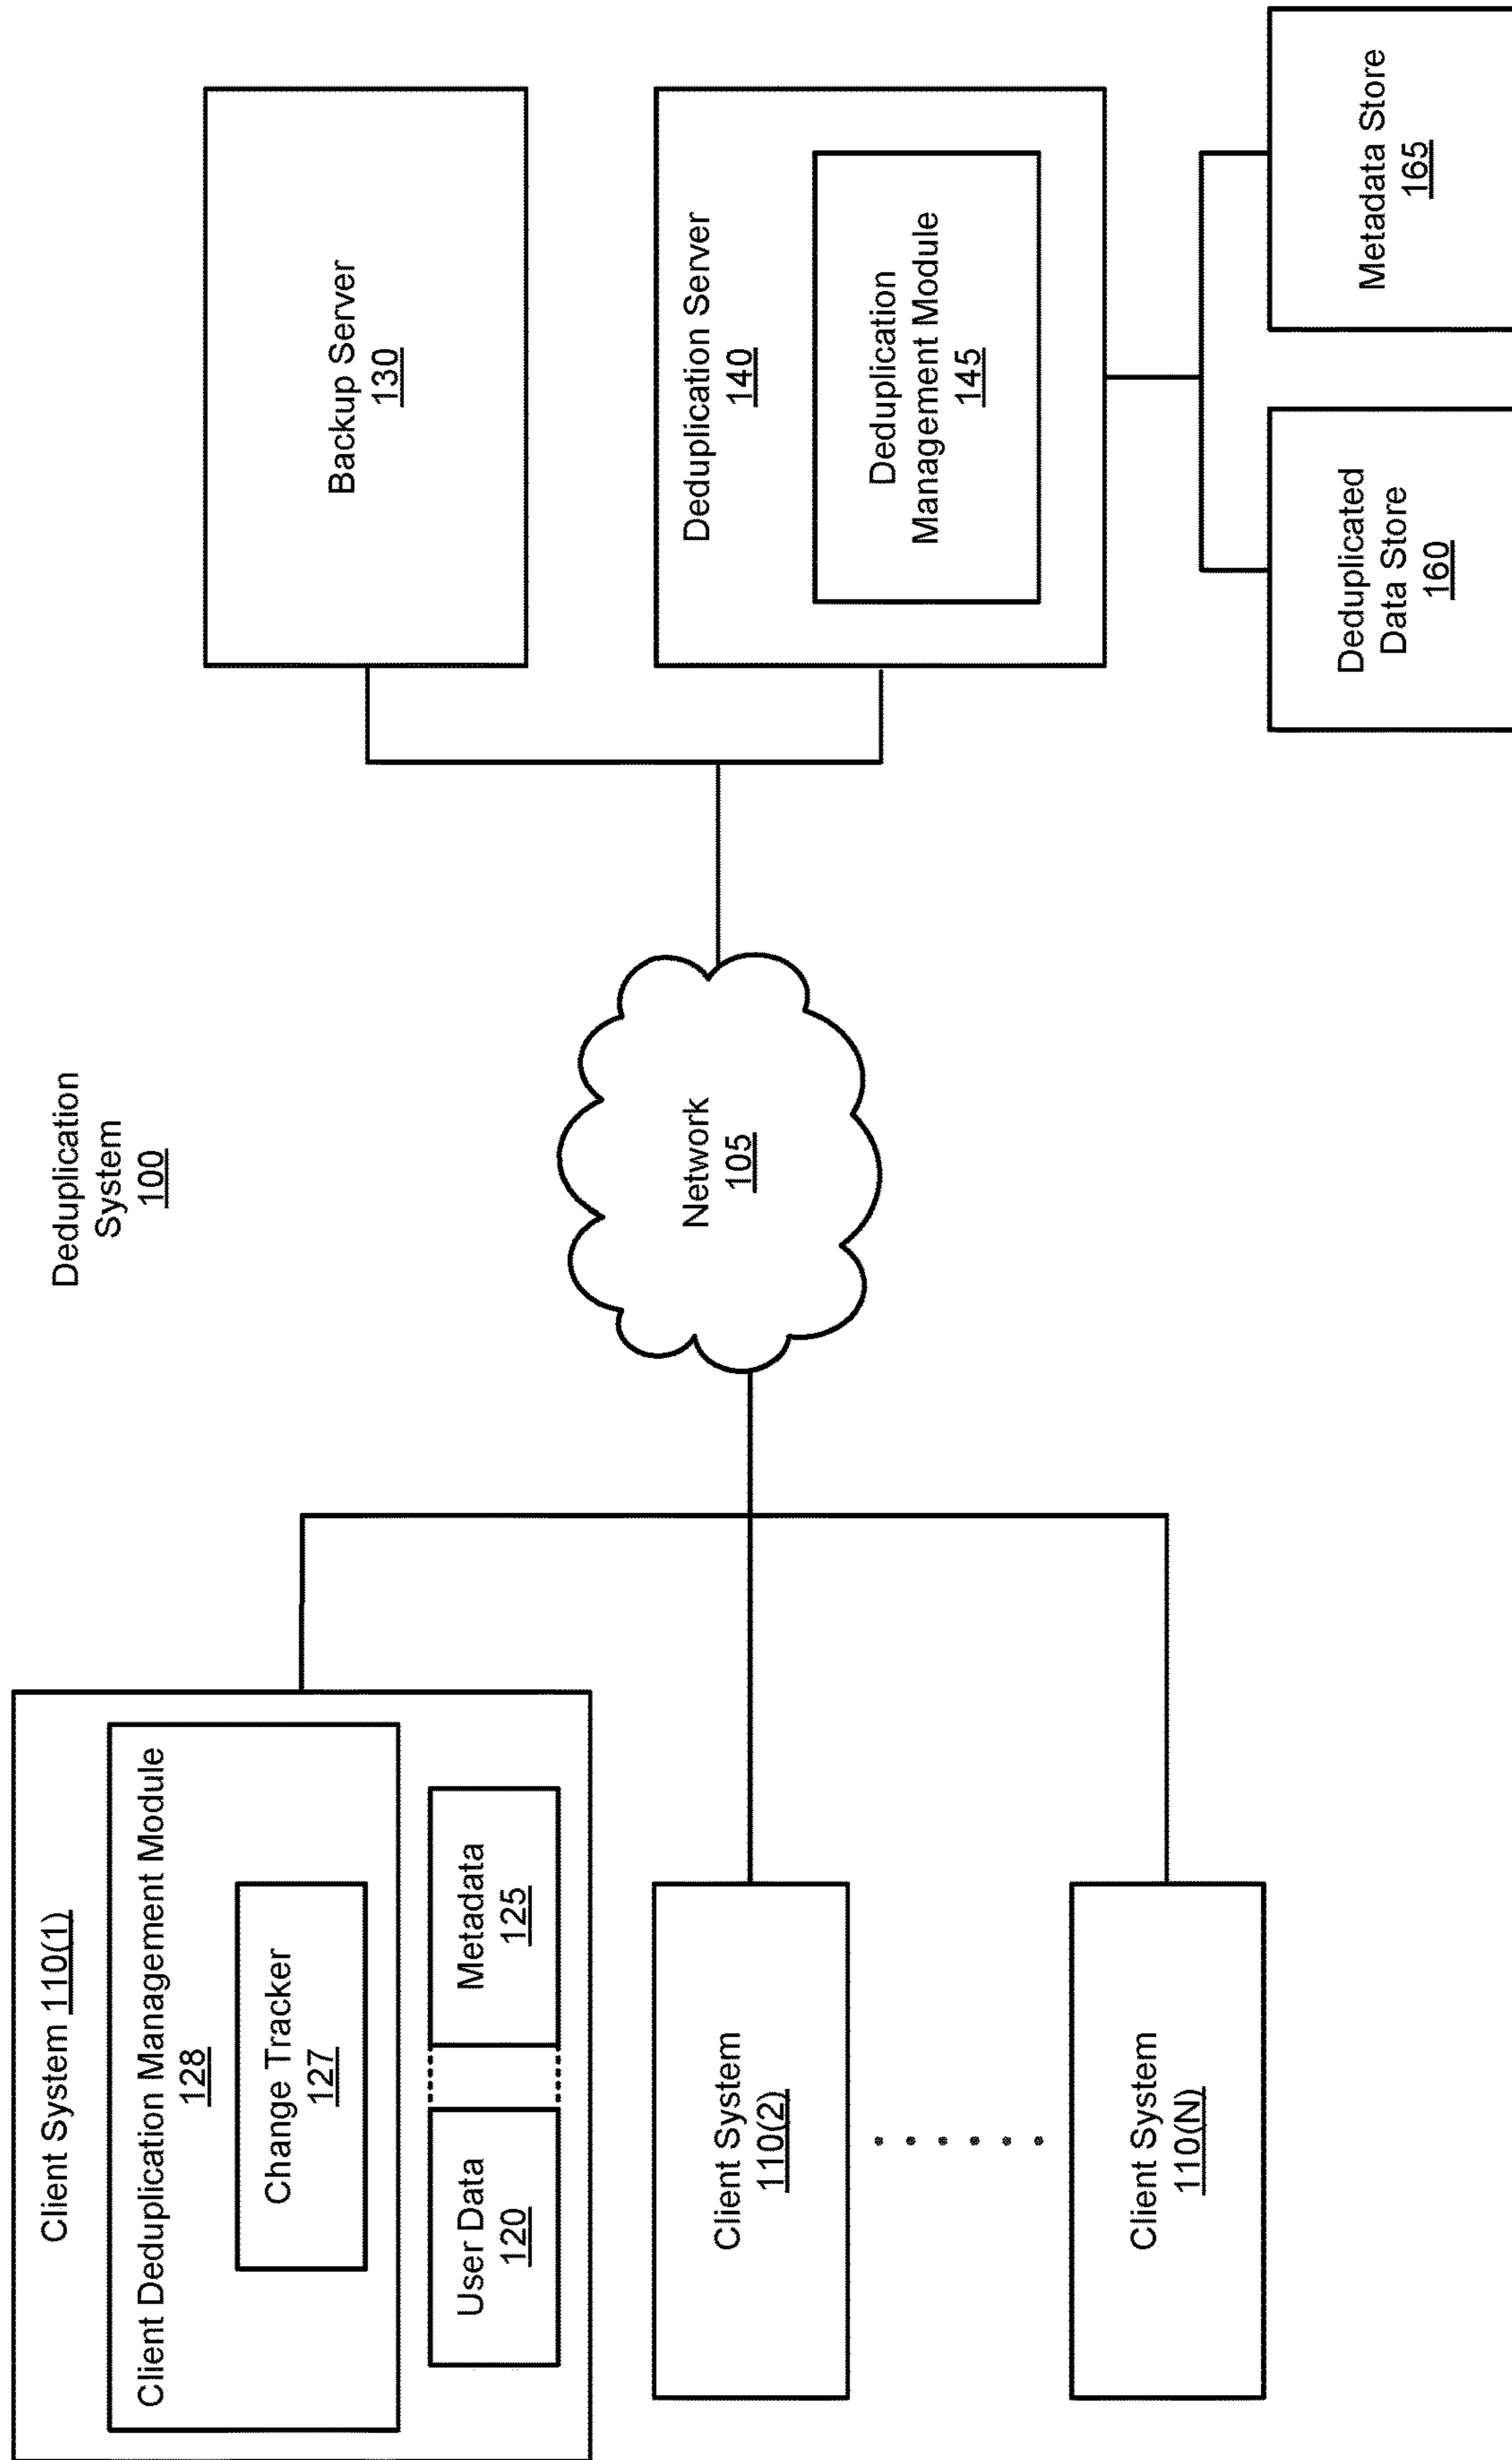 Deduplication
System
100
Client System 110(1)
Client Deduplication Management Module
128
Change Tracker
127
User Data
120
Metadata
125
Client System
110(2)
Client System
110(N)
Network
105
Backup Server
130
Deduplication Server
140
Deduplication
Management Module
145
Deduplicated
Data Store
160
Metadata Store
165